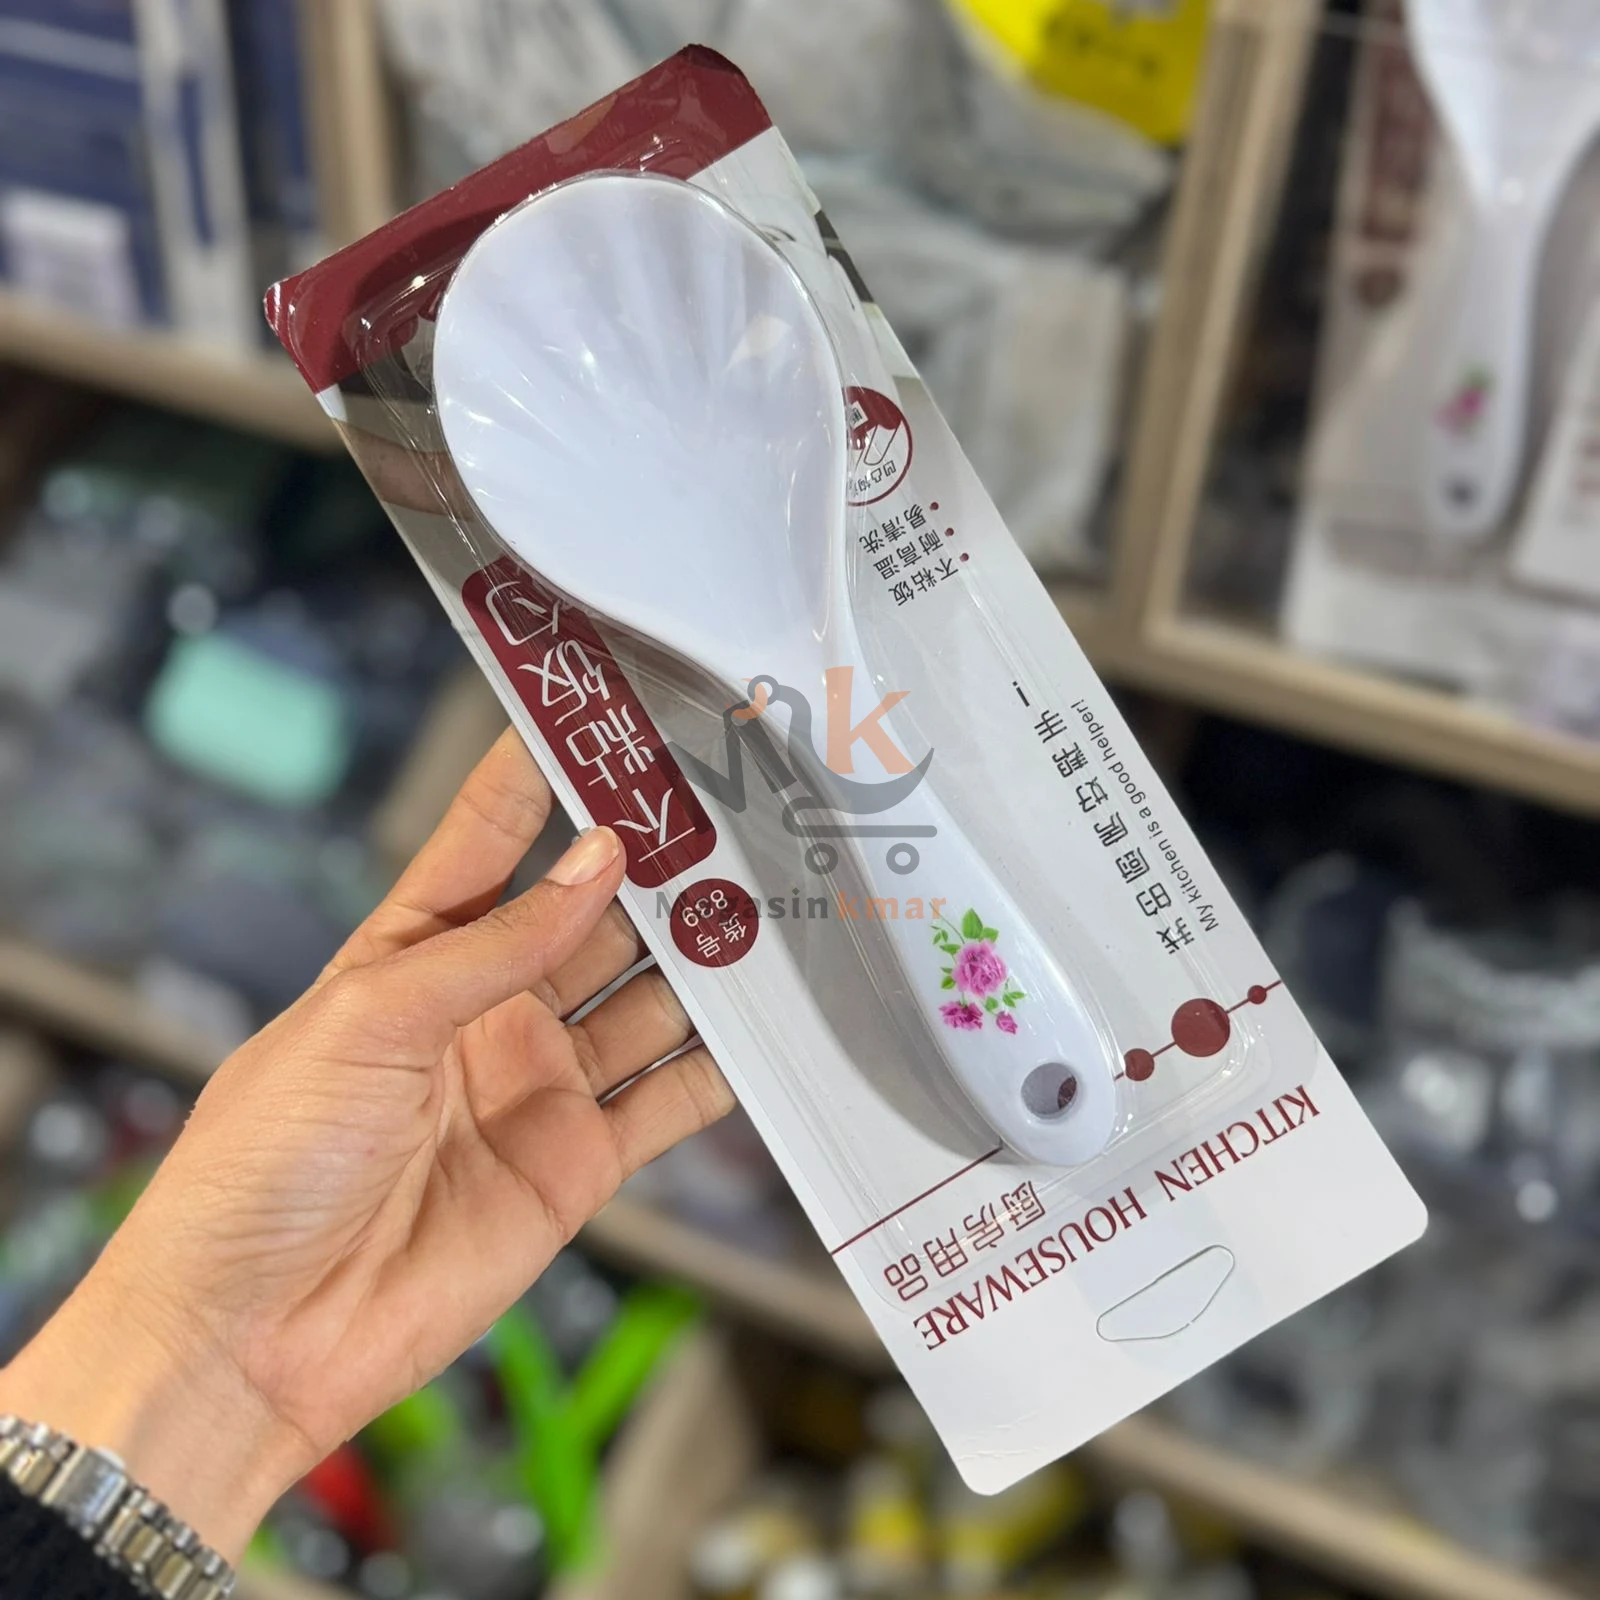 KITCHEN HOUSEWARE
厨房用品
我的厨房好帮手!
My kitchen is a good helper!
货号
839
不粘饭勺
不粘饭
耐高温
易清洗
Magasin kmar